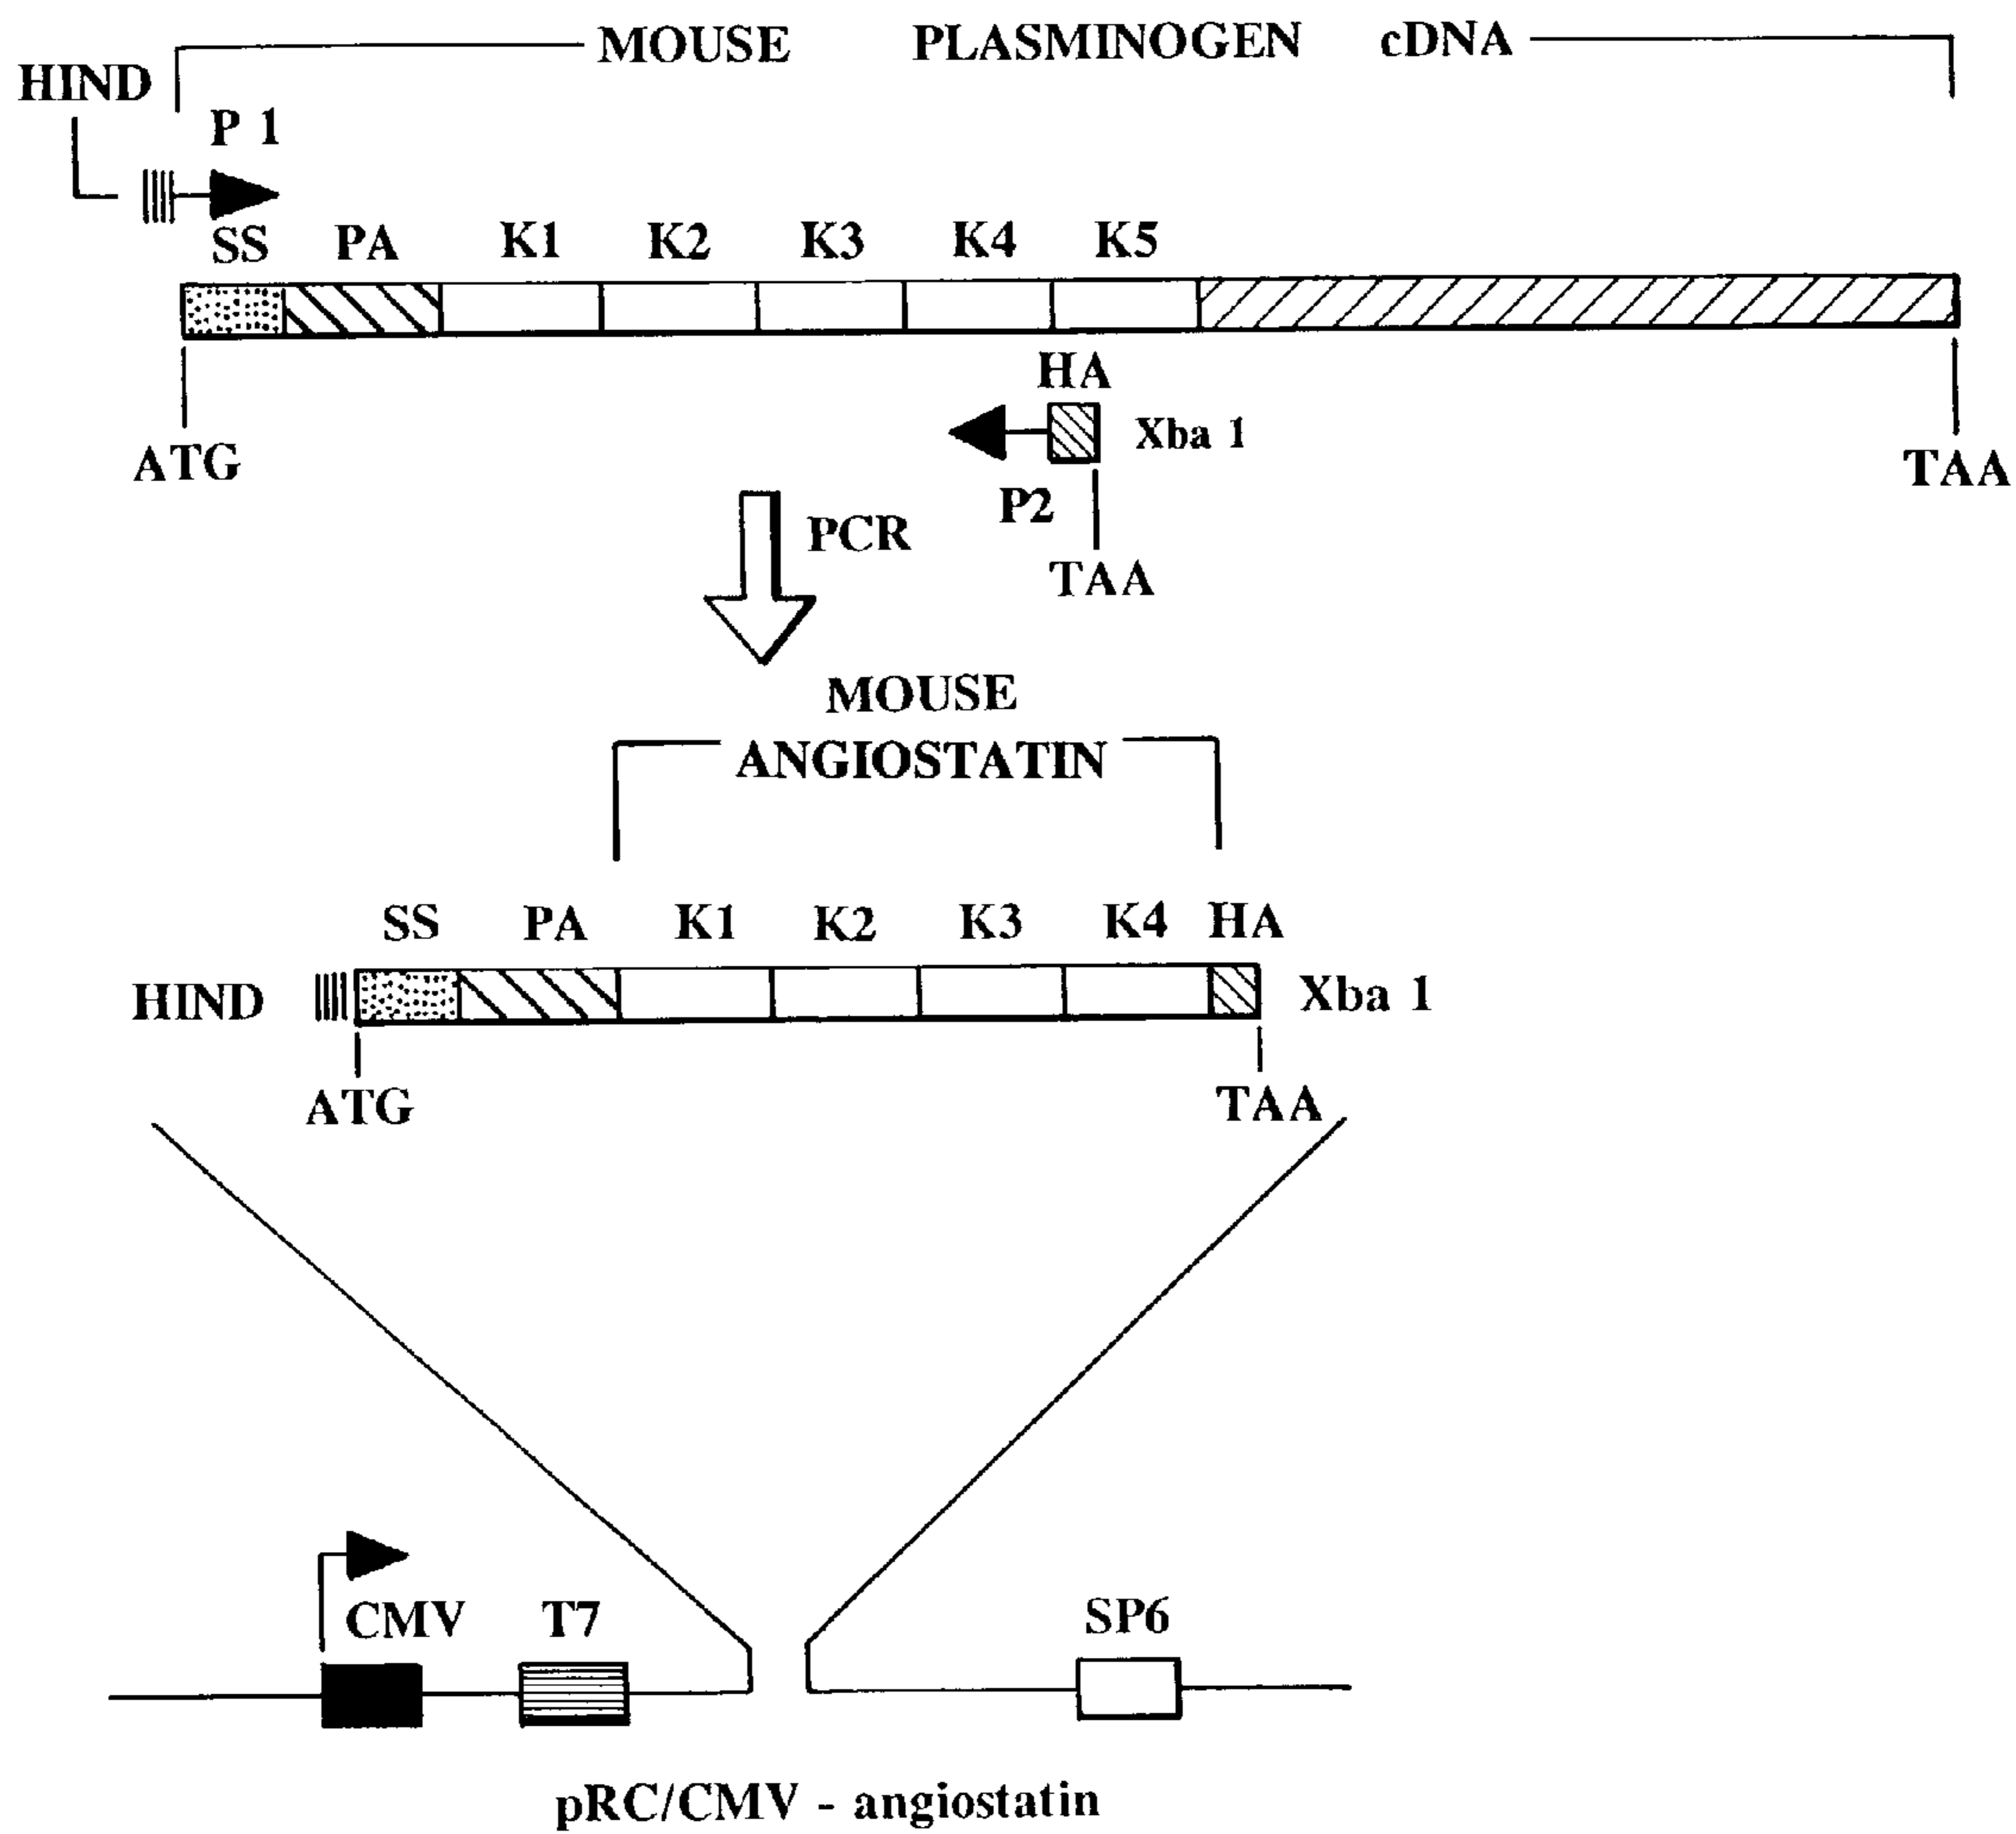 MOUSE PLASMINOGEN cDNA
HIND
P 1
SS PA K1 K2 K3 K4 K5
HA
Xba 1
ATG
TAA
P2
PCR
TAA
MOUSE
ANGIOSTATIN
SS PA K1 K2 K3 K4 HA
HIND
Xba 1
ATG
TAA
CMV T7 SP6
pRC/CMV - angiostatin